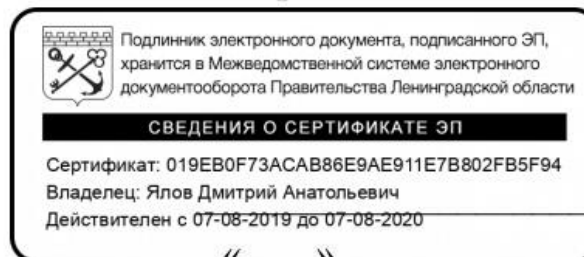 Подлинник электронного документа, подписанного ЭП,
хранится в Межведомственной системе электронного
документооборота Правительства Ленинградской области
СВЕДЕНИЯ О СЕРТИФИКАТЕ ЭП
Сертификат: 019EB0F73ACAB86E9AE911E7B802FB5F94
Владелец: Ялов Дмитрий Анатольевич
Действителен с 07-08-2019 до 07-08-2020